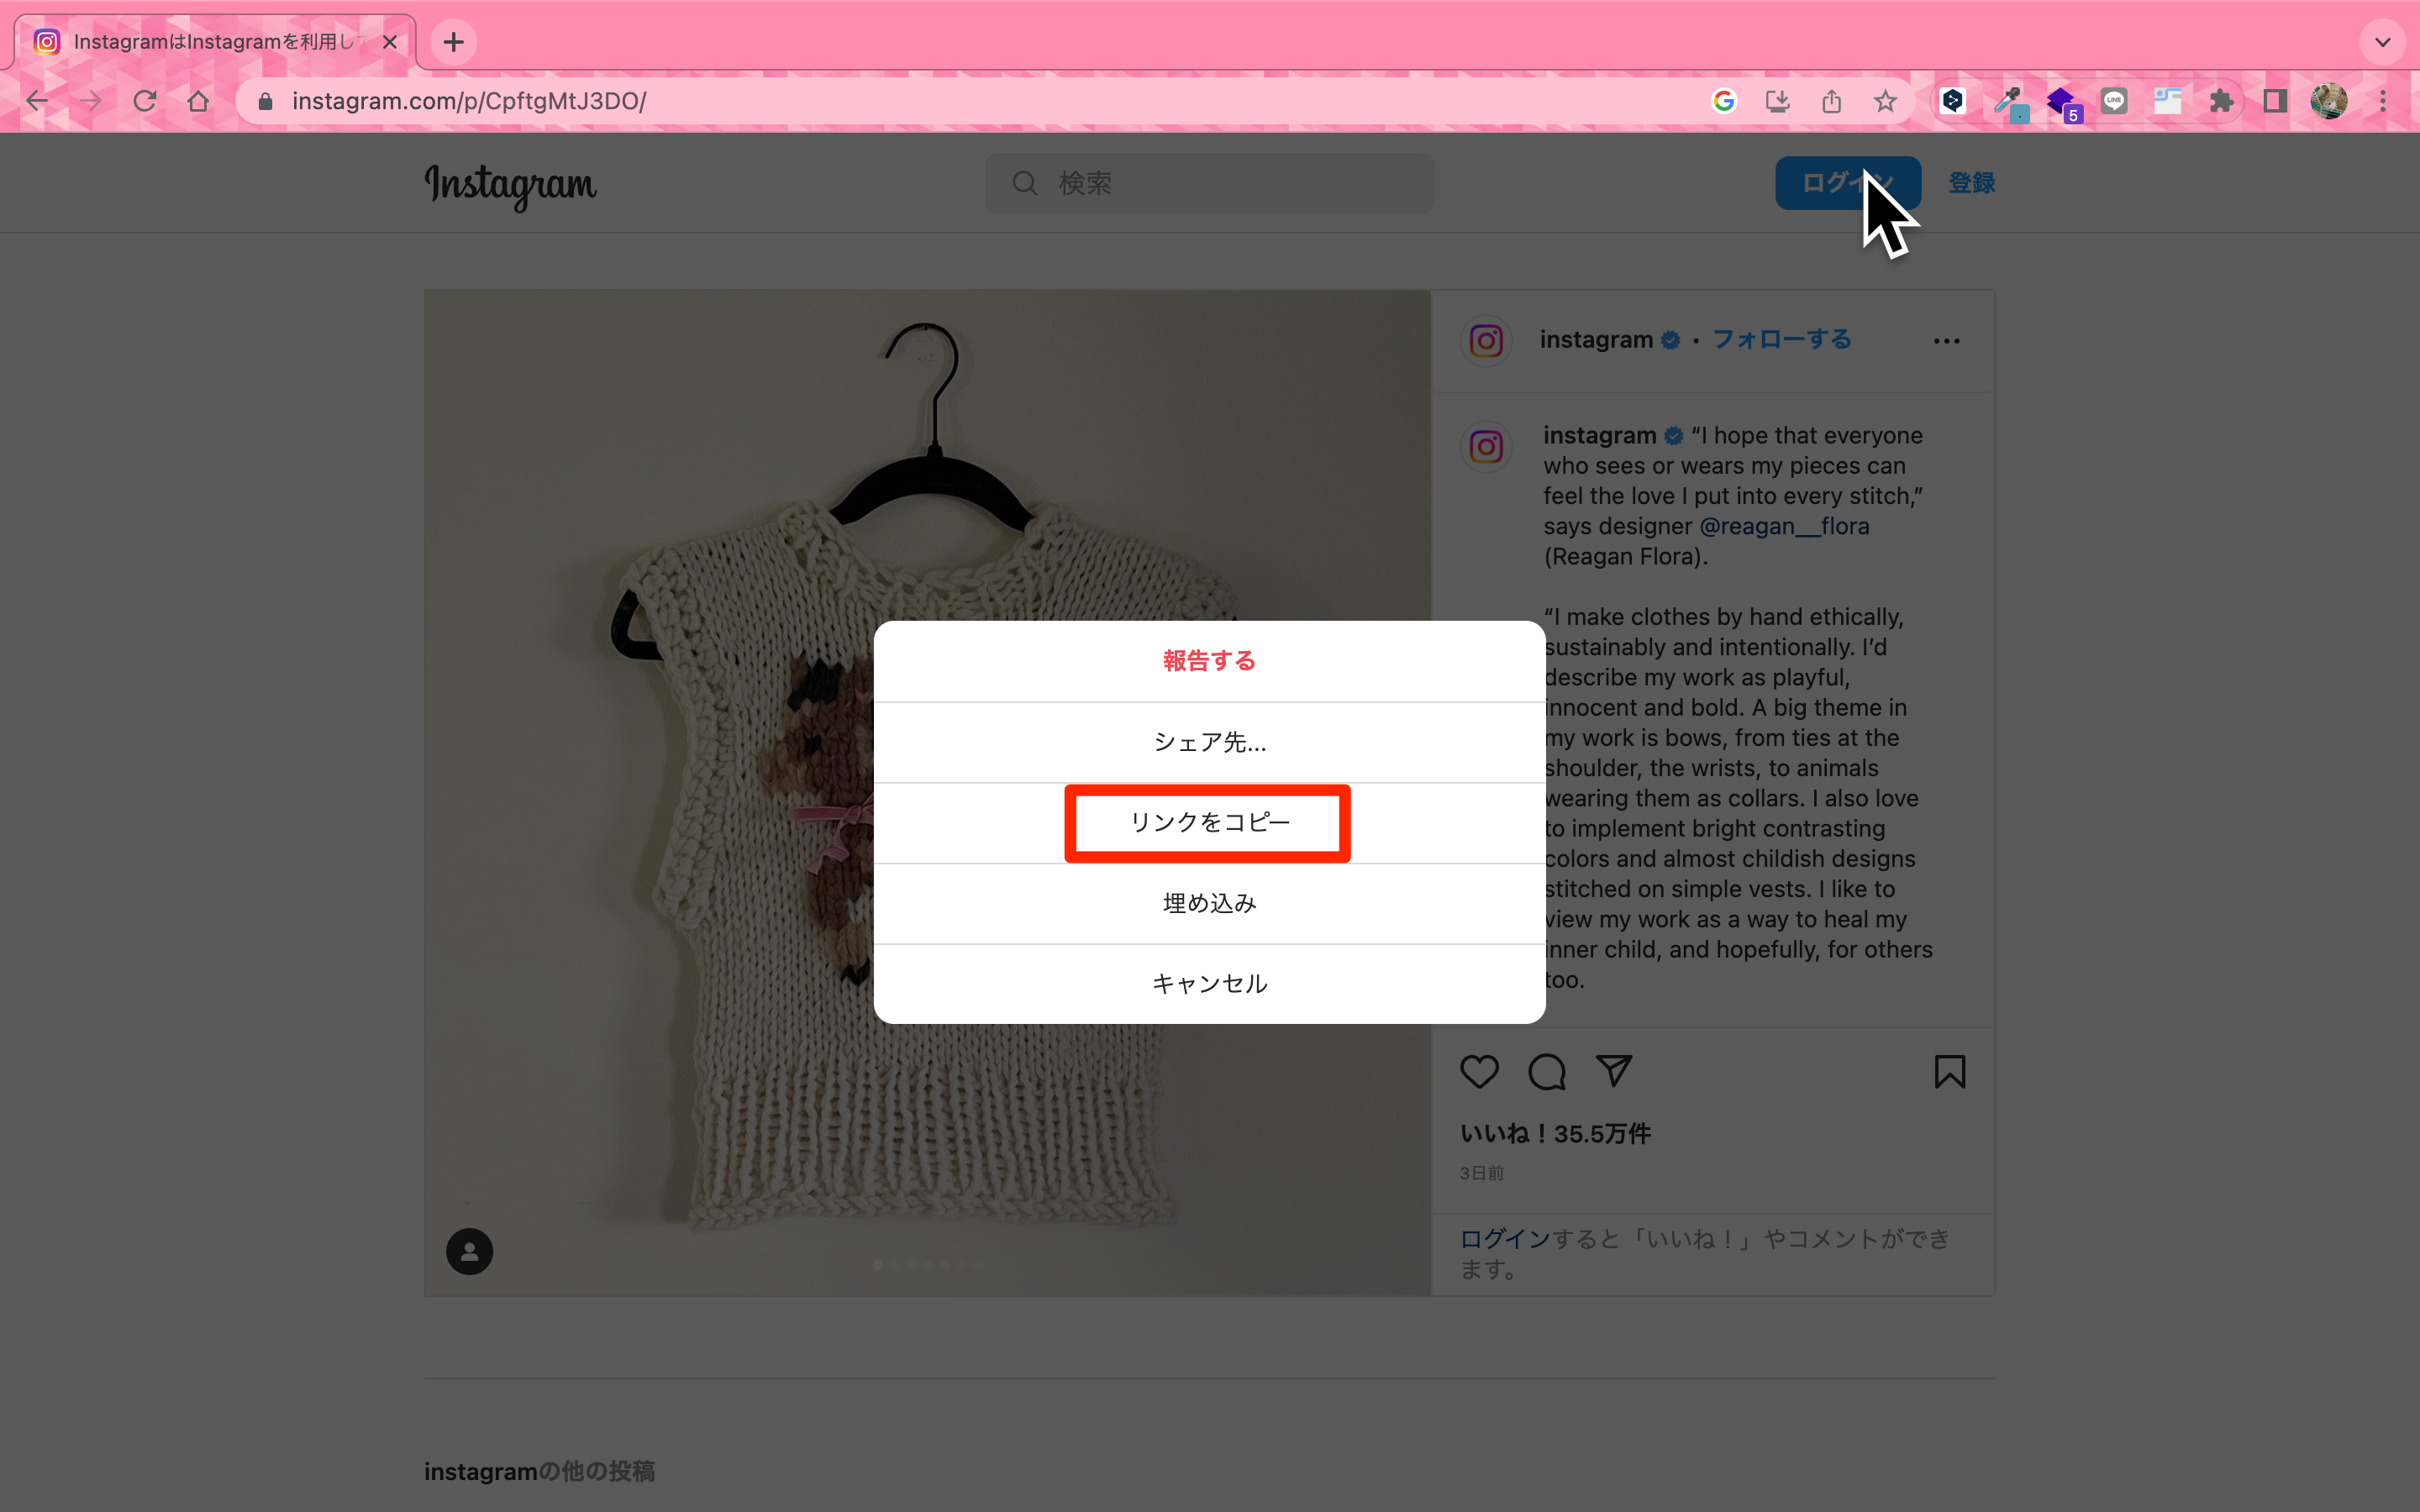 InstagramはInstagramを利用し
instagram.com/p/CpftgMtJ3DO/
5
LINE
Instagram
検索
ログイン
登録
instagram • フォローする
instagram “I hope that everyone
who sees or wears my pieces can
feel the love I put into every stitch,”
says designer @reagan__flora
(Reagan Flora).
“I make clothes by hand ethically,
sustainably and intentionally. I’d
describe my work as playful,
innocent and bold. A big theme in
my work is bows, from ties at the
shoulder, the wrists, to animals
wearing them as collars. I also love
to implement bright contrasting
colors and almost childish designs
stitched on simple vests. I like to
view my work as a way to heal my
inner child, and hopefully, for others
too.
報告する
シェア先...
リンクをコピー
埋め込み
キャンセル
いいね！35.5万件
3日前
ログインすると「いいね！」やコメントができ
ます。
instagramの他の投稿